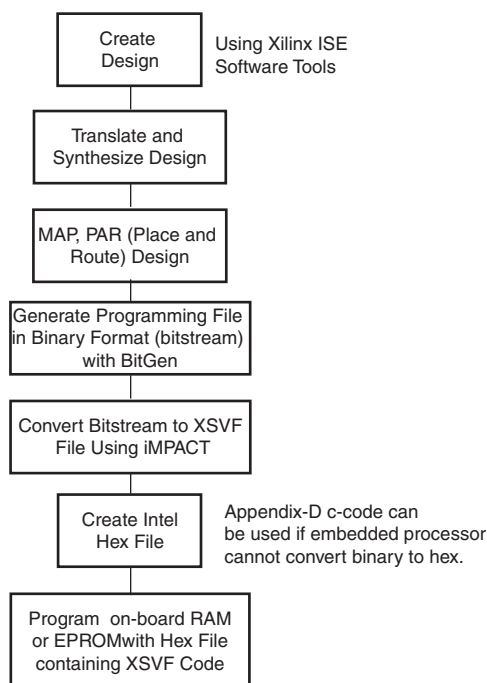 Create
Design
Using Xilinx ISE
Software Tools
Translate and
Synthesize Design
MAP, PAR (Place and
Route) Design
Generate Programming File
in Binary Format (bitstream)
with BitGen
Convert Bitstream to XSVF
File Using iMPACT
Create Intel
Hex File
Appendix-D c-code can
be used if embedded processor
cannot convert binary to hex.
Program on-board RAM
or EPROMwith Hex File
containing XSVF Code